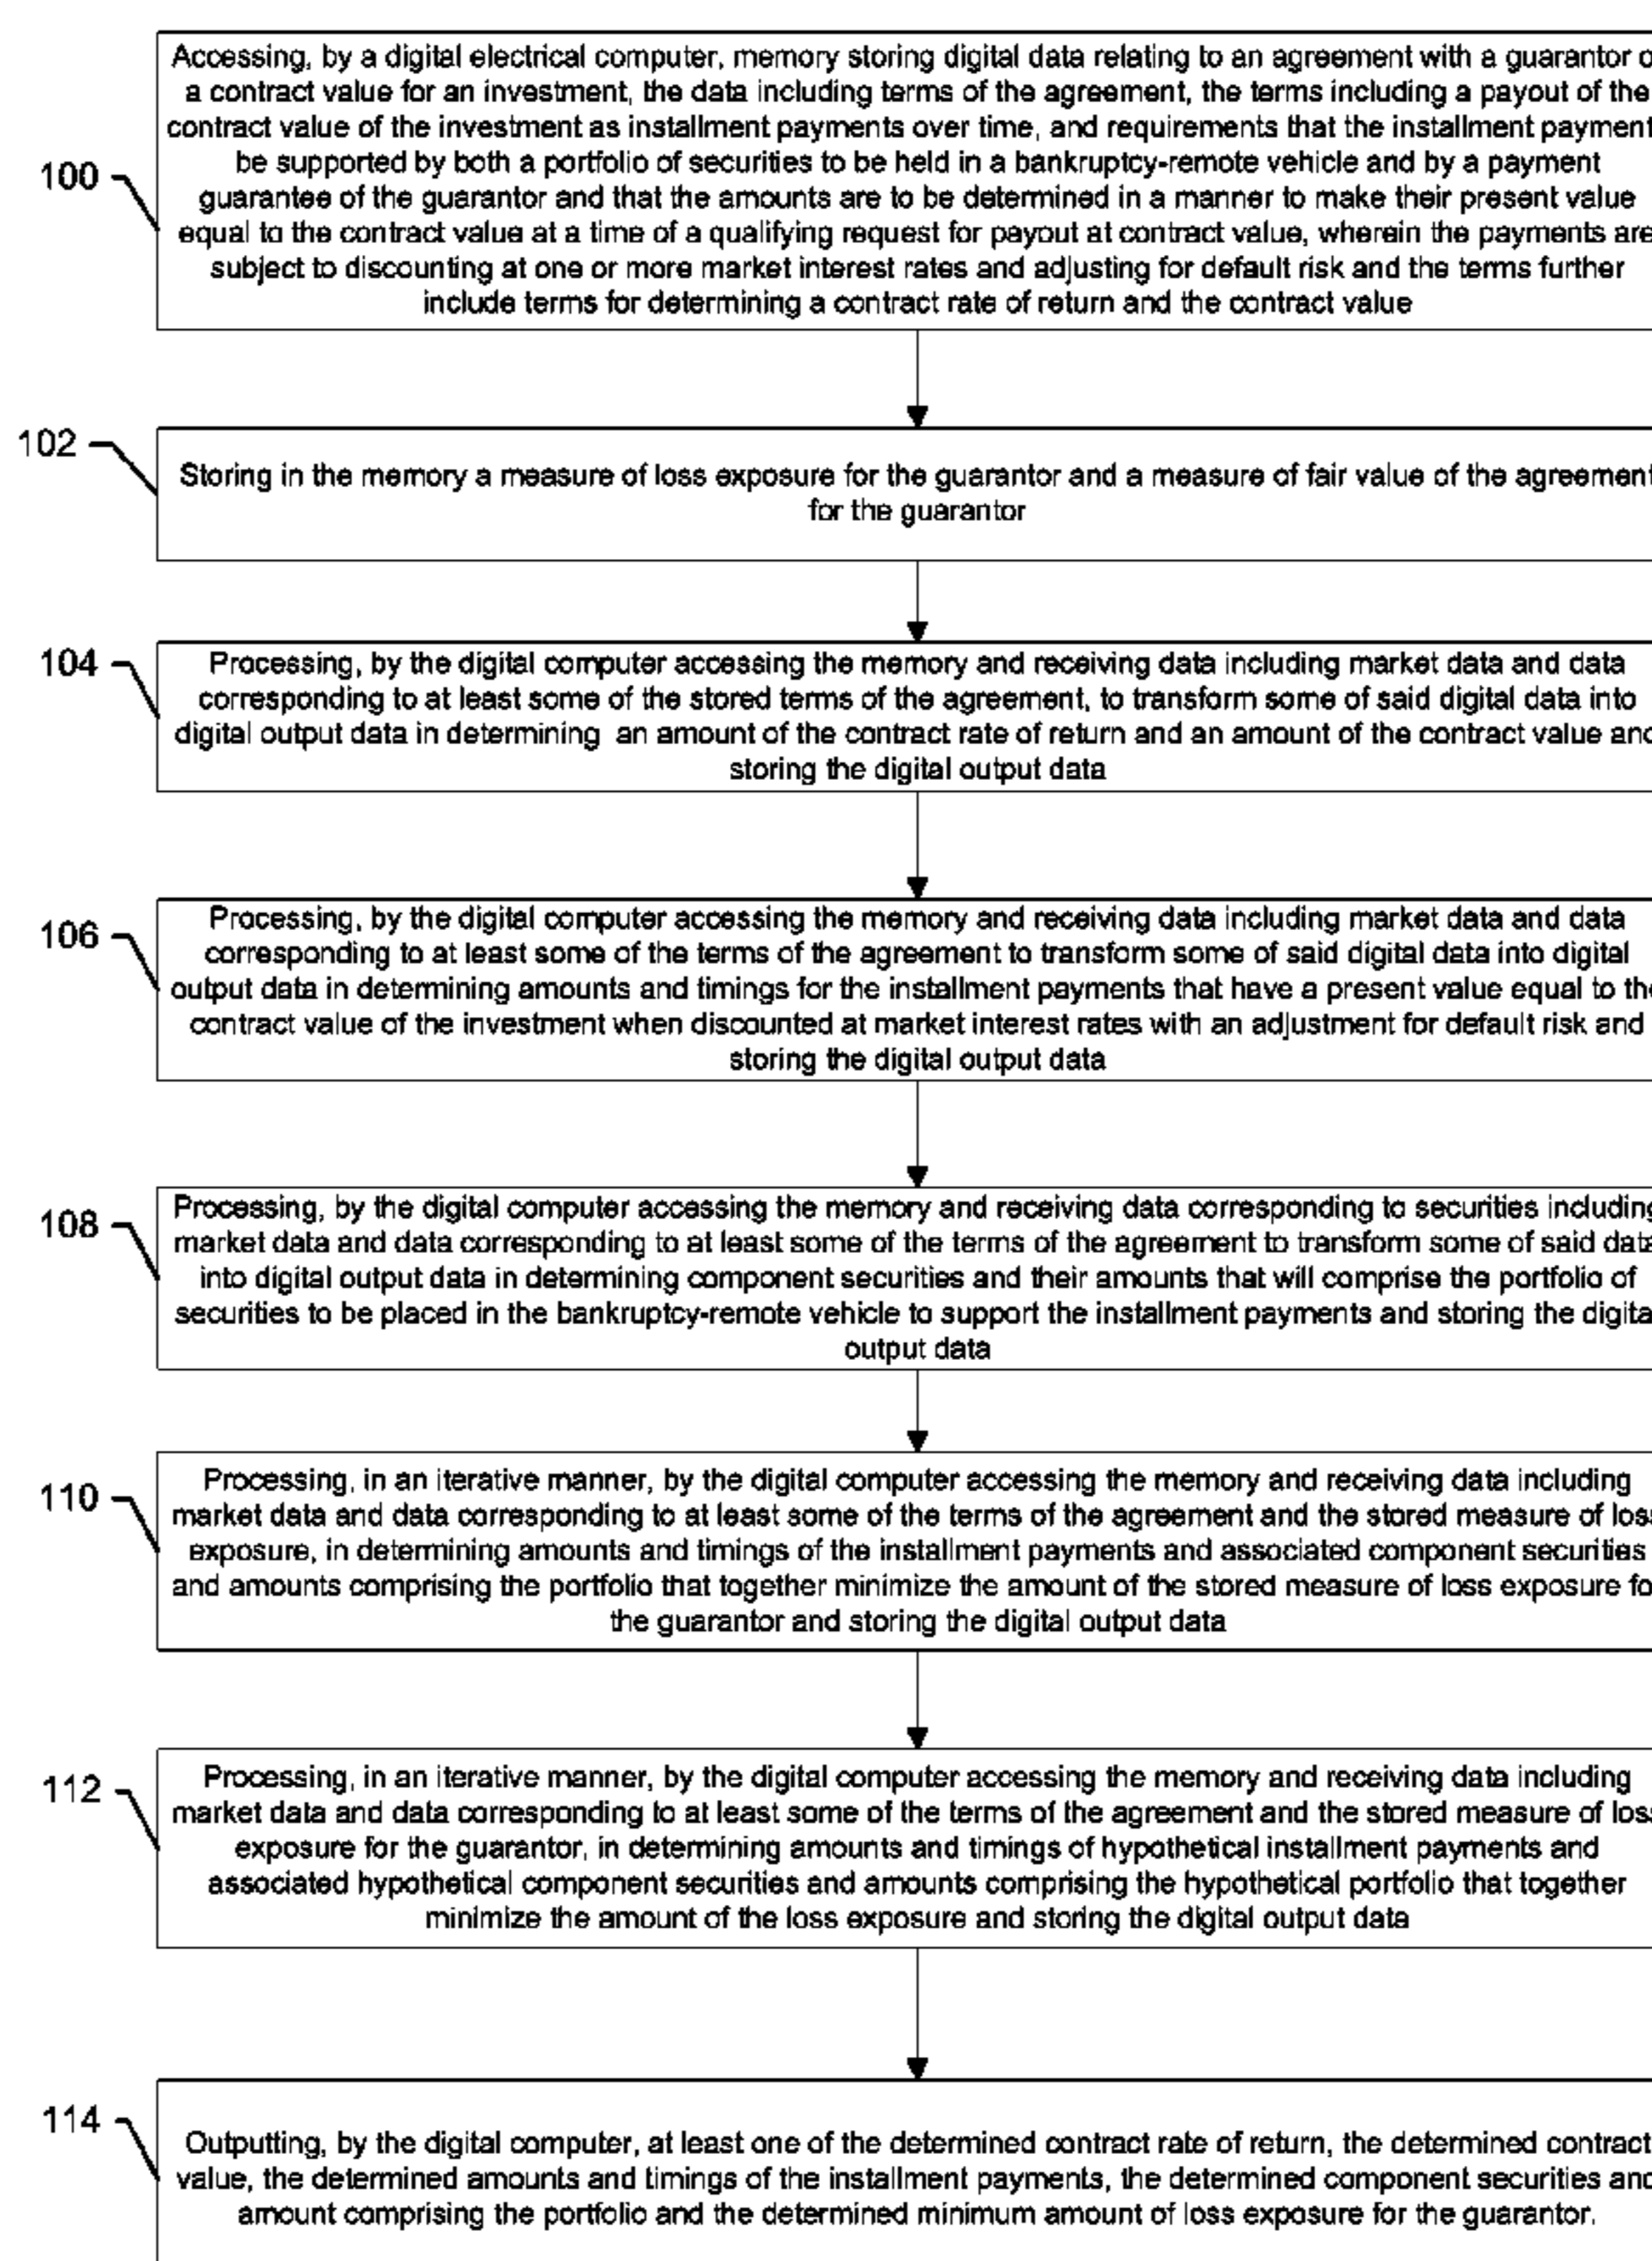 100
Accessing, by a digital electrical computer, memory storing digital data relating to an agreement with a guarantor o
a contract value for an investment, the data including terms of the agreement, the terms including a payout of the
contract value of the investment as installment payments over time, and requirements that the installment payment
be supported by both a portfolio of securities to be held in a bankruptcy-remote vehicle and by a payment
guarantee of the guarantor and that the amounts are to be determined in a manner to make their present value
equal to the contract value at a time of a qualifying request for payout at contract value, wherein the payments are
subject to discounting at one or more market interest rates and adjusting for default risk and the terms further
include terms for determining a contract rate of return and the contract value
102
Storing in the memory a measure of loss exposure for the guarantor and a measure of fair value of the agreement
for the guarantor
104
Processing, by the digital computer accessing the memory and receiving data including market data and data
corresponding to at least some of the stored terms of the agreement, to transform some of said digital data into
digital output data in determining an amount of the contract rate of return and an amount of the contract value and
storing the digital output data
106
Processing, by the digital computer accessing the memory and receiving data including market data and data
corresponding to at least some of the terms of the agreement to transform some of said digital data into digital
output data in determining amounts and timings for the installment payments that have a present value equal to the
contract value of the investment when discounted at market interest rates with an adjustment for default risk and
storing the digital output data
108
Processing, by the digital computer accessing the memory and receiving data corresponding to securities including
market data and data corresponding to at least some of the terms of the agreement to transform some of said data
into digital output data in determining component securities and their amounts that will comprise the portfolio of
securities to be placed in the bankruptcy-remote vehicle to support the installment payments and storing the digita
output data
110
Processing, in an iterative manner, by the digital computer accessing the memory and receiving data including
market data and data corresponding to at least some of the terms of the agreement and the stored measure of loss
exposure, in determining amounts and timings of the installment payments and associated component securities
and amounts comprising the portfolio that together minimize the amount of the stored measure of loss exposure fo
the guarantor and storing the digital output data
112
Processing, in an iterative manner, by the digital computer accessing the memory and receiving data including
market data and data corresponding to at least some of the terms of the agreement and the stored measure of loss
exposure for the guarantor, in determining amounts and timings of hypothetical installment payments and
associated hypothetical component securities and amounts comprising the hypothetical portfolio that together
minimize the amount of the loss exposure and storing the digital output data
114
Outputting, by the digital computer, at least one of the determined contract rate of return, the determined contract
value, the determined amounts and timings of the installment payments, the determined component securities and
amount comprising the portfolio and the determined minimum amount of loss exposure for the guarantor.